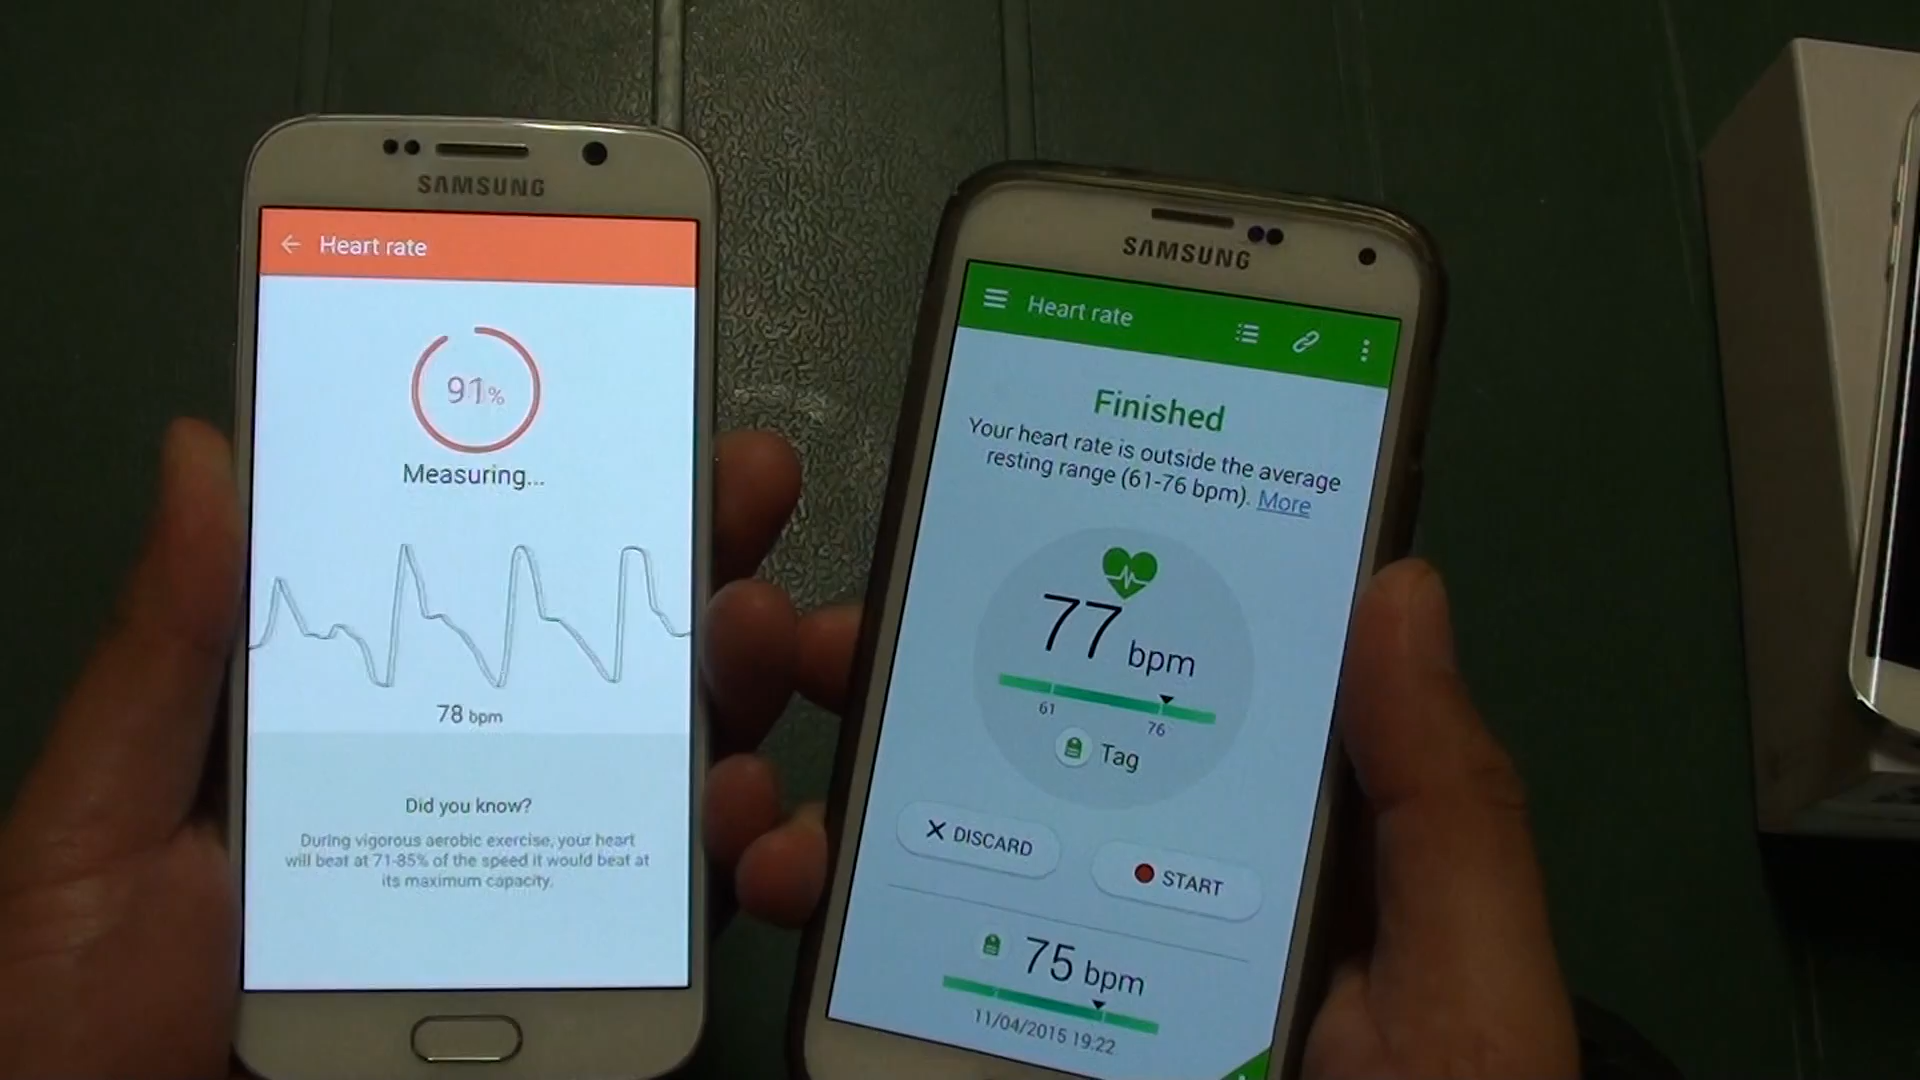 SAMSUNG
Heart rate
91%
Measuring...
78 bpm
Did you know?
During vigorous aerobic exercise, your heart
will beat at 71-85% of the speed it would beat at
its maximum capacity.
SAMSUNG
Heart rate
Finished
Your heart rate is outside the average
resting range (61-76 bpm). More
77 bpm
61
76
Tag
DISCARD
START
75 bpm
11/04/2015 19:22